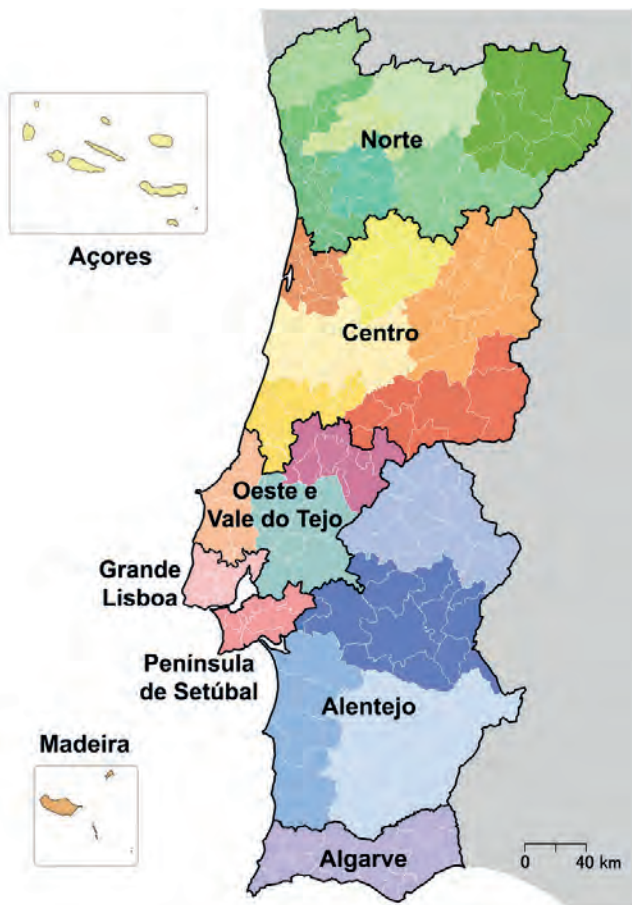 Norte
Açores
Centro
Oeste e
Vale do Tejo
Grande
Lisboa
Península
de Setúbal
Alentejo
Madeira
Algarve
0 40 km